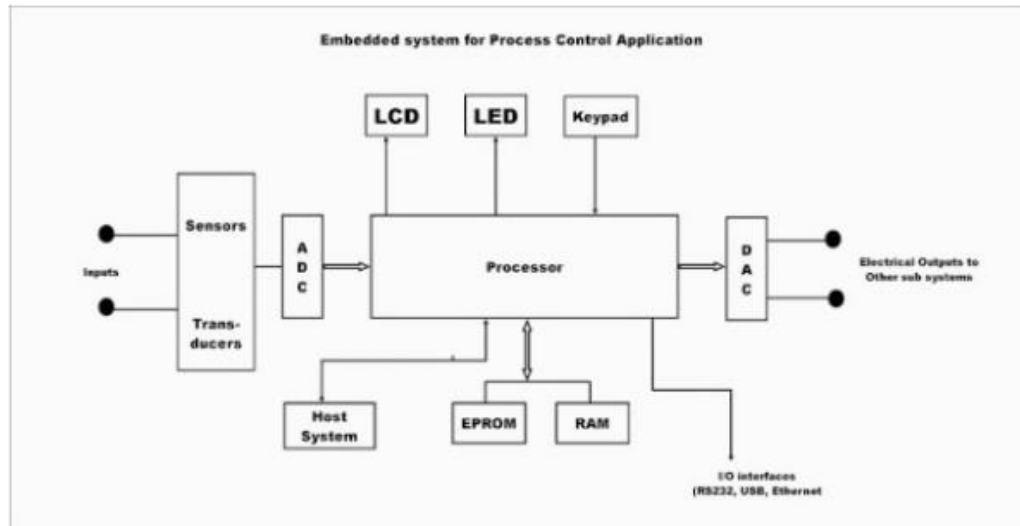 Embedded system for Process Control Application
LCD
LED
Keypad
Sensors
Trans-
ducers
Inputs
A
D
C
Processor
D
A
C
Electrical Outputs to
Other sub systems
Host
System
EPROM
RAM
I/O interfaces
(RS232, USB, Ethernet